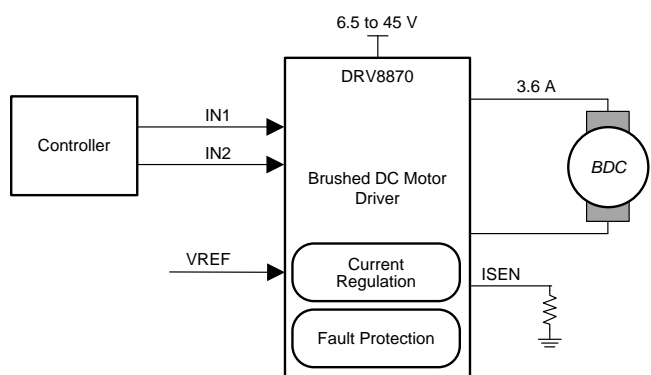 6.5 to 45 V
DRV8870
3.6 A
IN1
Controller
IN2
BDC
Brushed DC Motor
Driver
VREF
Current
Regulation
ISEN
Fault Protection